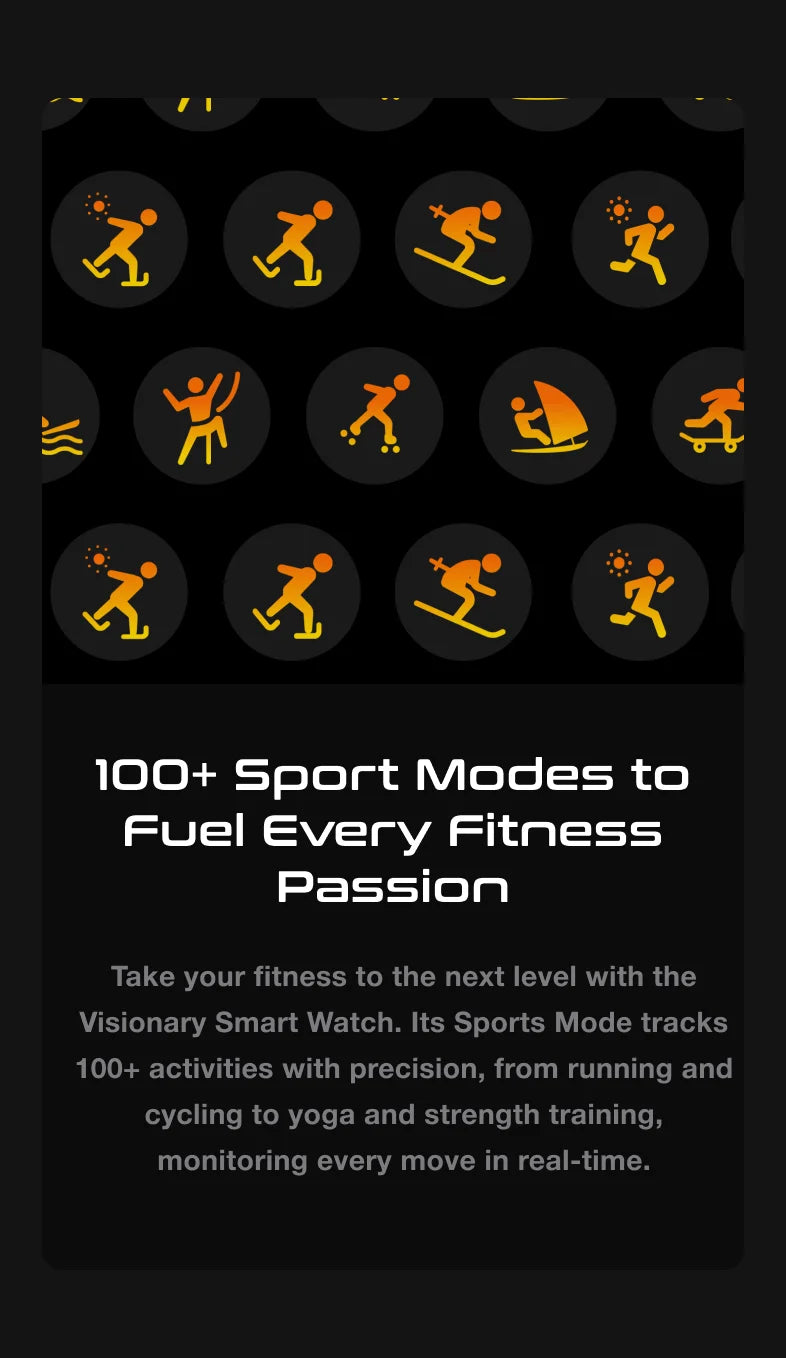 100+ Sport Modes to
Fuel Every Fitness
Passion
Take your fitness to the next level with the
Visionary Smart Watch. Its Sports Mode tracks
100+ activities with precision, from running and
cycling to yoga and strength training,
monitoring every move in real-time.